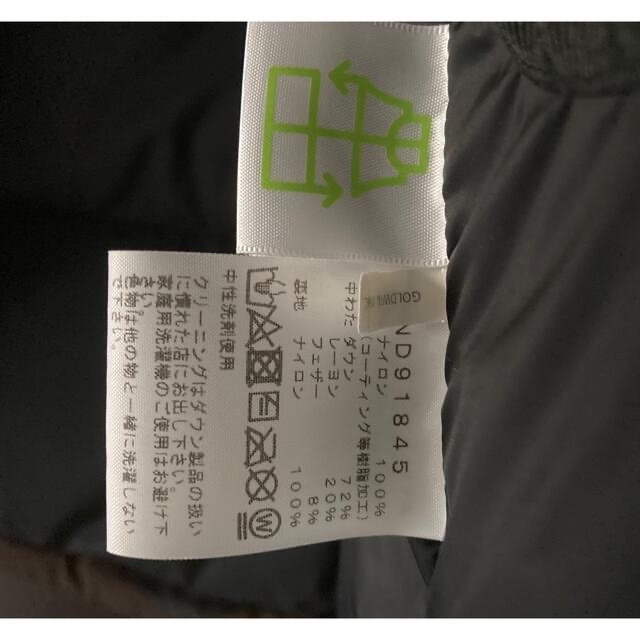 GOLDWIN
ND91845
ナイロン 100%
(コーティング等樹脂加工)
中わた ダウン 72%
レーヨン 20%
フェザー 8%
裏地 ナイロン 100%
W
中性洗剤使用
クリーニングはダウン製品の扱い
に慣れた店にお出し下さい。
家庭用洗濯機のご使用はお避け下
さい。
色物は他の物と一緒に洗濯しない
で下さい。